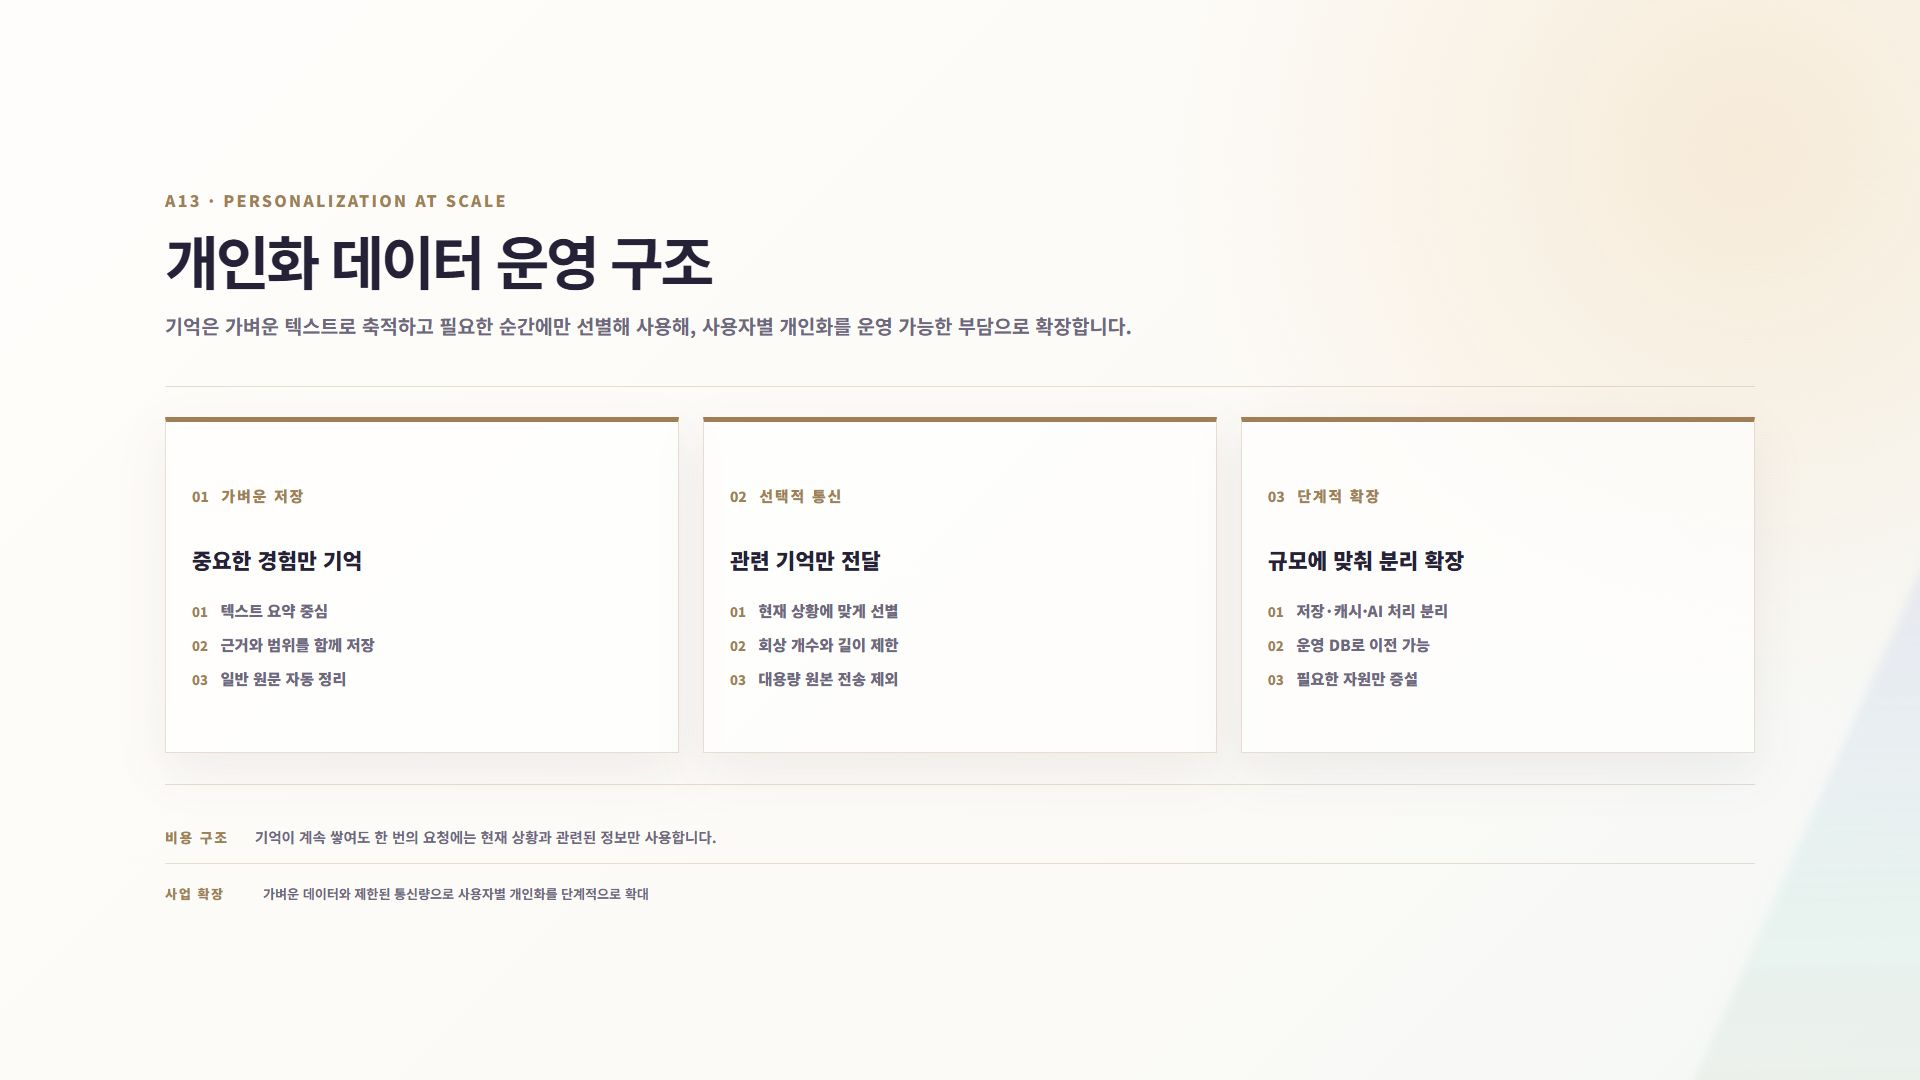 A13 · PERSONALIZATION AT SCALE
개인화 데이터 운영 구조
기억은 가벼운 텍스트로 축적하고 필요한 순간에만 선별해 사용해, 사용자별 개인화를 운영 가능한 부담으로 확장합니다.
01 가벼운 저장
중요한 경험만 기억
01 텍스트 요약 중심
02 근거와 범위를 함께 저장
03 일반 원문 자동 정리
02 선택적 통신
관련 기억만 전달
01 현재 상황에 맞게 선별
02 회상 개수와 길이 제한
03 대용량 원본 전송 제외
03 단계적 확장
규모에 맞춰 분리 확장
01 저장·캐시·AI 처리 분리
02 운영 DB로 이전 가능
03 필요한 자원만 증설
비용 구조 기억이 계속 쌓여도 한 번의 요청에는 현재 상황과 관련된 정보만 사용합니다.
사업 확장 가벼운 데이터와 제한된 통신량으로 사용자별 개인화를 단계적으로 확대